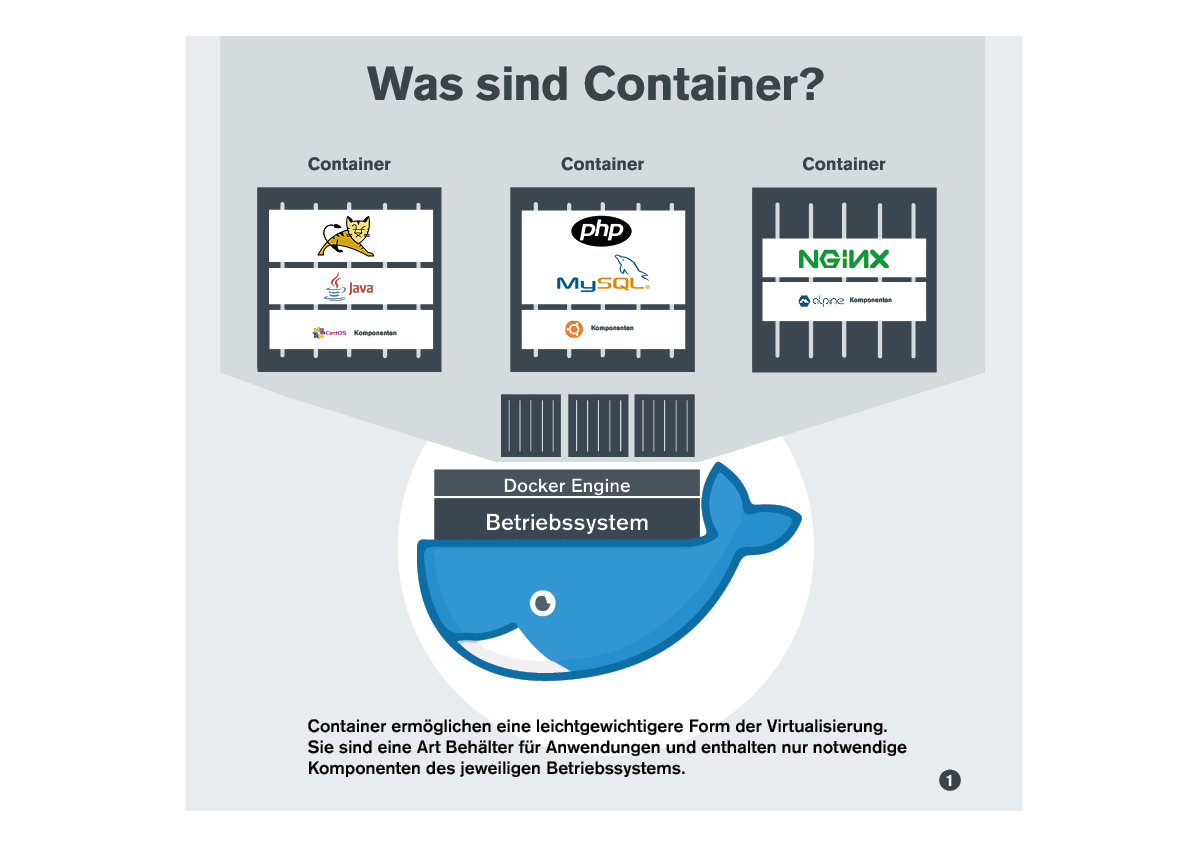 Was sind Container?
Container
Container
Container
Java
CentOS Komponenten
php
MySQL®
Komponenten
NGiNX
alpine Komponenten
Docker Engine
Betriebssystem
Container ermöglichen eine leichtgewichtigere Form der Virtualisierung.
Sie sind eine Art Behälter für Anwendungen und enthalten nur notwendige
Komponenten des jeweiligen Betriebssystems.
1